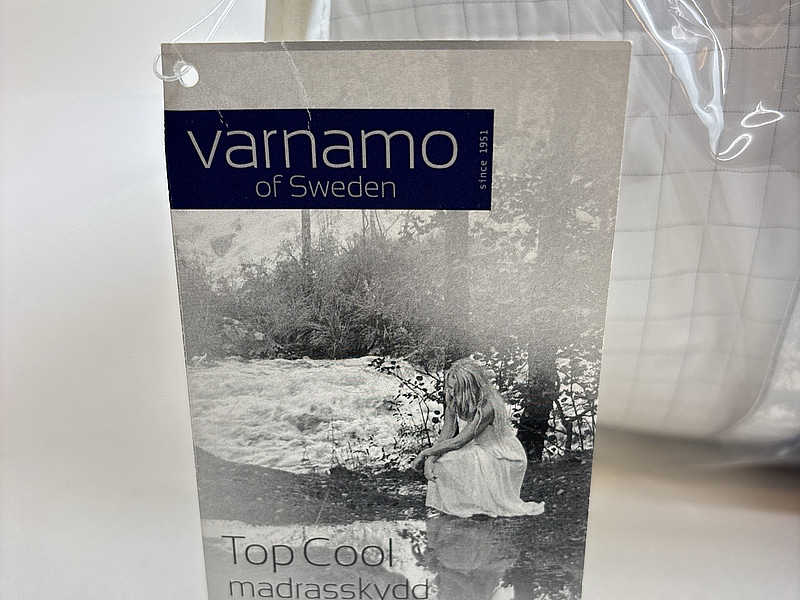 varnamo
of Sweden
since 1951
Top Cool
madrasskydd